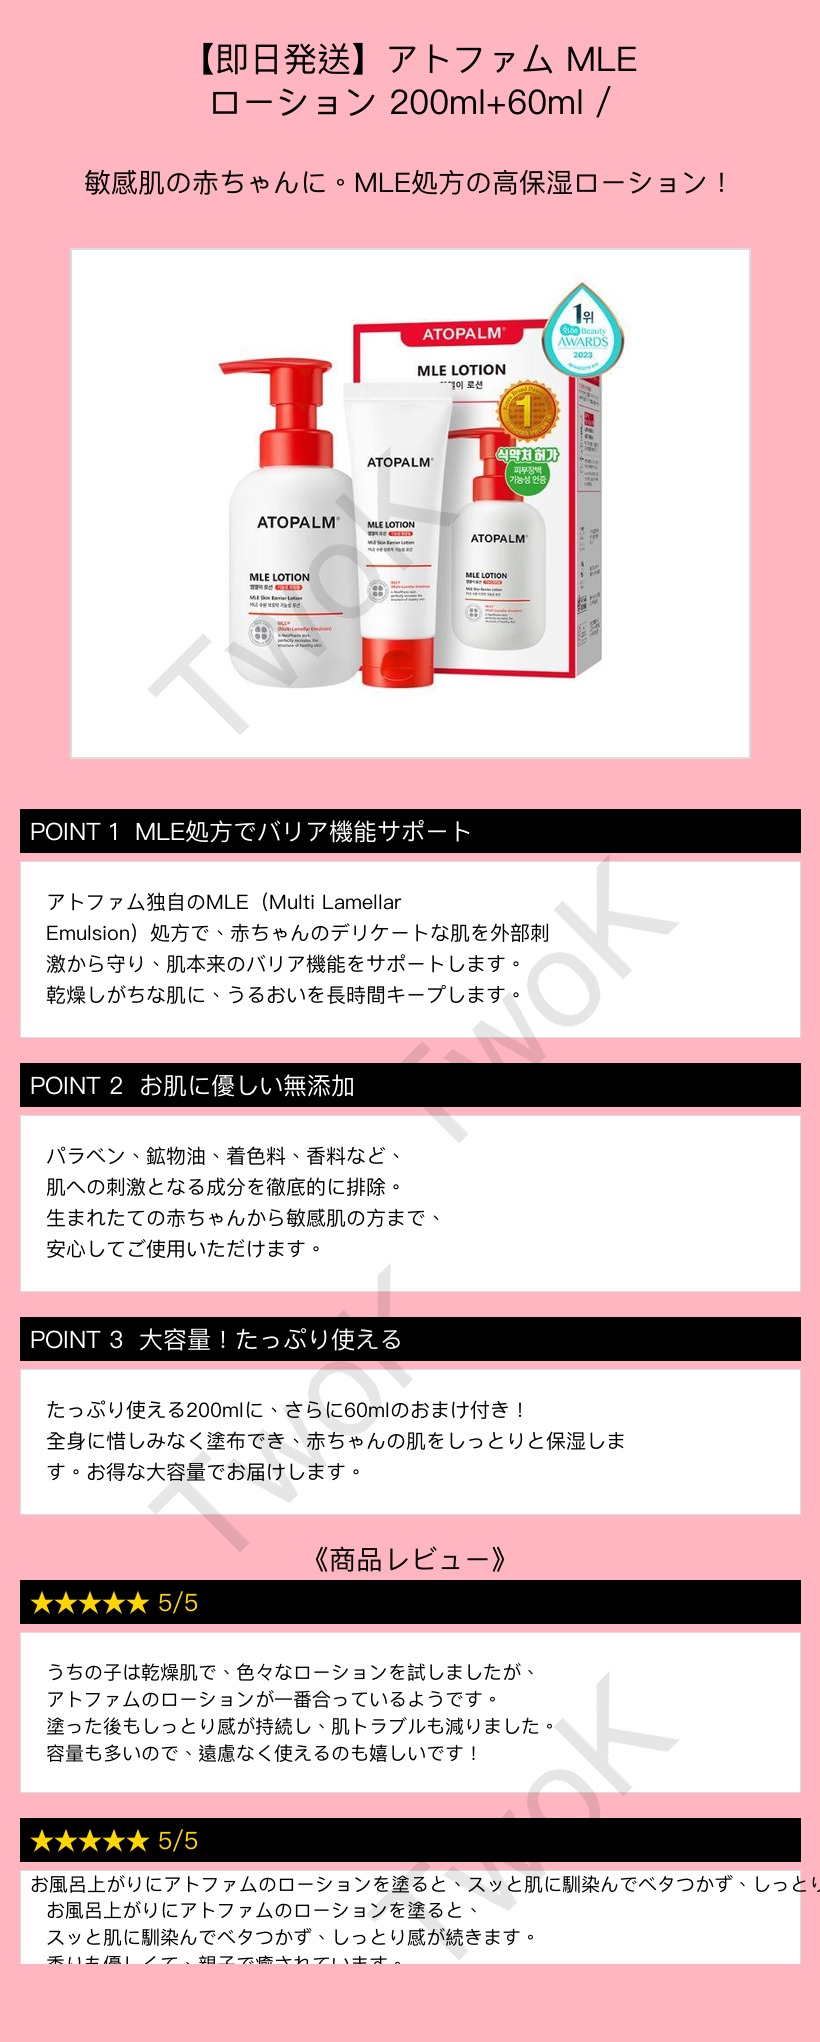 【即日発送】アトファム MLE
ローション 200ml+60ml /
敏感肌の赤ちゃんに。MLE処方の高保湿ローション！
1위
Beauty
AWARDS
2023
ATOPALM
MLE LOTION
로션
1
식약처 허가
피부장벽
기능성 인증
ATOPALM
MLE LOTION
MLE Skin Barrier Lotion
ATOPALM
MLE LOTION
MLE Skin Barrier Lotion
ATOPALM
MLE LOTION
MLE Skin Barrier Lotion
TwoK
POINT 1 MLE処方でバリア機能サポート
アトファム独自のMLE（Multi Lamellar
Emulsion）処方で、赤ちゃんのデリケートな肌を外部刺
激から守り、肌本来のバリア機能をサポートします。
乾燥しがちな肌に、うるおいを長時間キープします。
TwoK
POINT 2 お肌に優しい無添加
パラベン、鉱物油、着色料、香料など、
肌への刺激となる成分を徹底的に排除。
生まれたての赤ちゃんから敏感肌の方まで、
安心してご使用いただけます。
POINT 3 大容量！たっぷり使える
たっぷり使える200mlに、さらに60mlのおまけ付き！
全身に惜しみなく塗布でき、赤ちゃんの肌をしっとりと保湿しま
す。お得な大容量でお届けします。
TwoK
《商品レビュー》
★★★★★ 5/5
うちの子は乾燥肌で、色々なローションを試しましたが、
アトファムのローションが一番合っているようです。
塗った後もしっとり感が持続し、肌トラブルも減りました。
容量も多いので、遠慮なく使えるのも嬉しいです！
TwoK
★★★★★ 5/5
お風呂上がりにアトファムのローションを塗ると、スッと肌に馴染んでベタつかず、しっとり
お風呂上がりにアトファムのローションを塗ると、
スッと肌に馴染んでベタつかず、しっとり感が続きます。
香りも優しくて、親子で癒されています。